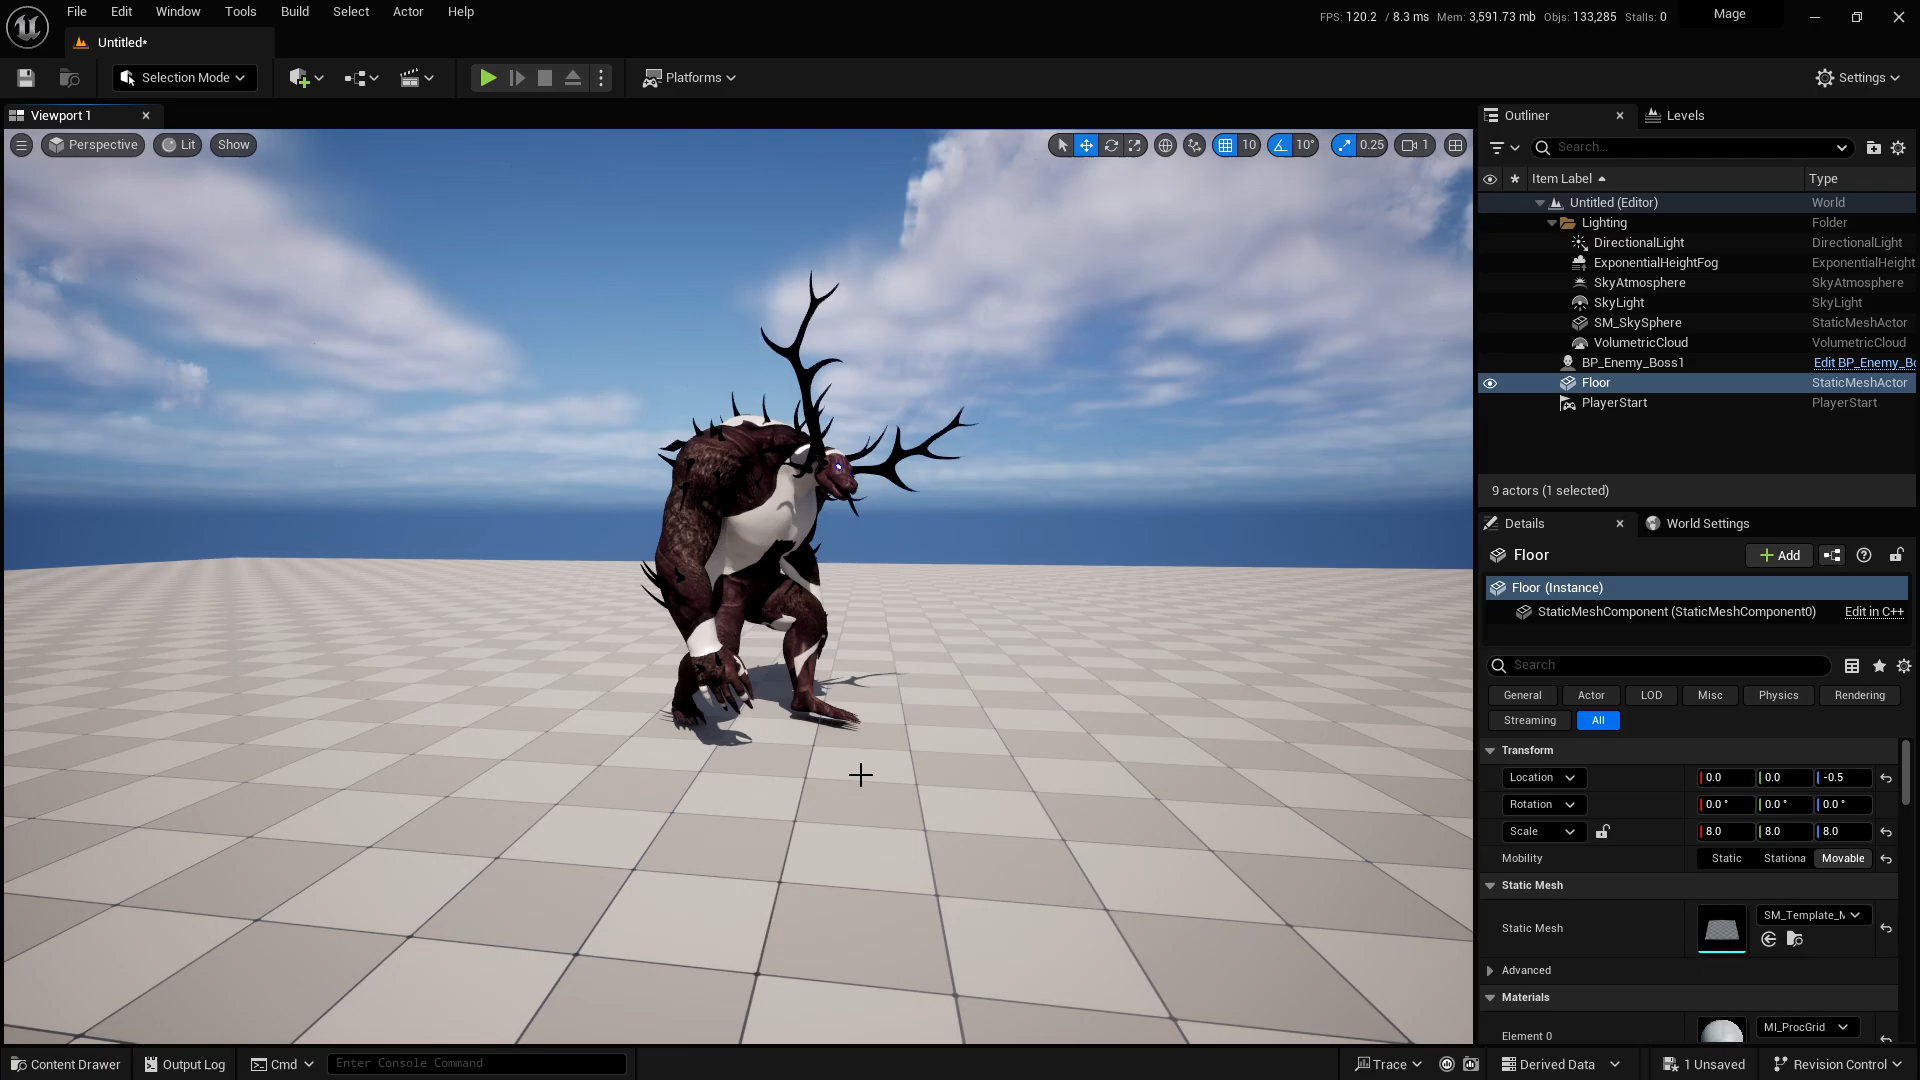 File Edit Window Tools Build Select Actor Help
FPS: 120.2 / 8.3 ms Mem: 3,591.73 mb Objs: 133,285 Stalls: 0
Mage
Untitled*
Selection Mode
Platforms
Settings
Viewport 1
Perspective Lit Show
10 10° 0.25 1
Outliner Levels
Search...
Item Label Type
Untitled (Editor) World
Lighting Folder
DirectionalLight DirectionalLight
ExponentialHeightFog ExponentialHeight
SkyAtmosphere SkyAtmosphere
SkyLight SkyLight
SM_SkySphere StaticMeshActor
VolumetricCloud VolumetricCloud
BP_Enemy_Boss1 Edit BP_Enemy_Bo
Floor StaticMeshActor
PlayerStart PlayerStart
9 actors (1 selected)
Details World Settings
Floor Add
Floor (Instance)
StaticMeshComponent (StaticMeshComponent0) Edit in C++
Search
General Actor LOD Misc Physics Rendering
Streaming All
Transform
Location 0.0 0.0 -0.5
Rotation 0.0 ° 0.0 ° 0.0 °
Scale 8.0 8.0 8.0
Mobility Static Stationa Movable
Static Mesh
Static Mesh SM_Template_M
Advanced
Materials
Element 0 MI_ProcGrid
Content Drawer Output Log Cmd Enter Console Command
Trace Derived Data 1 Unsaved Revision Control